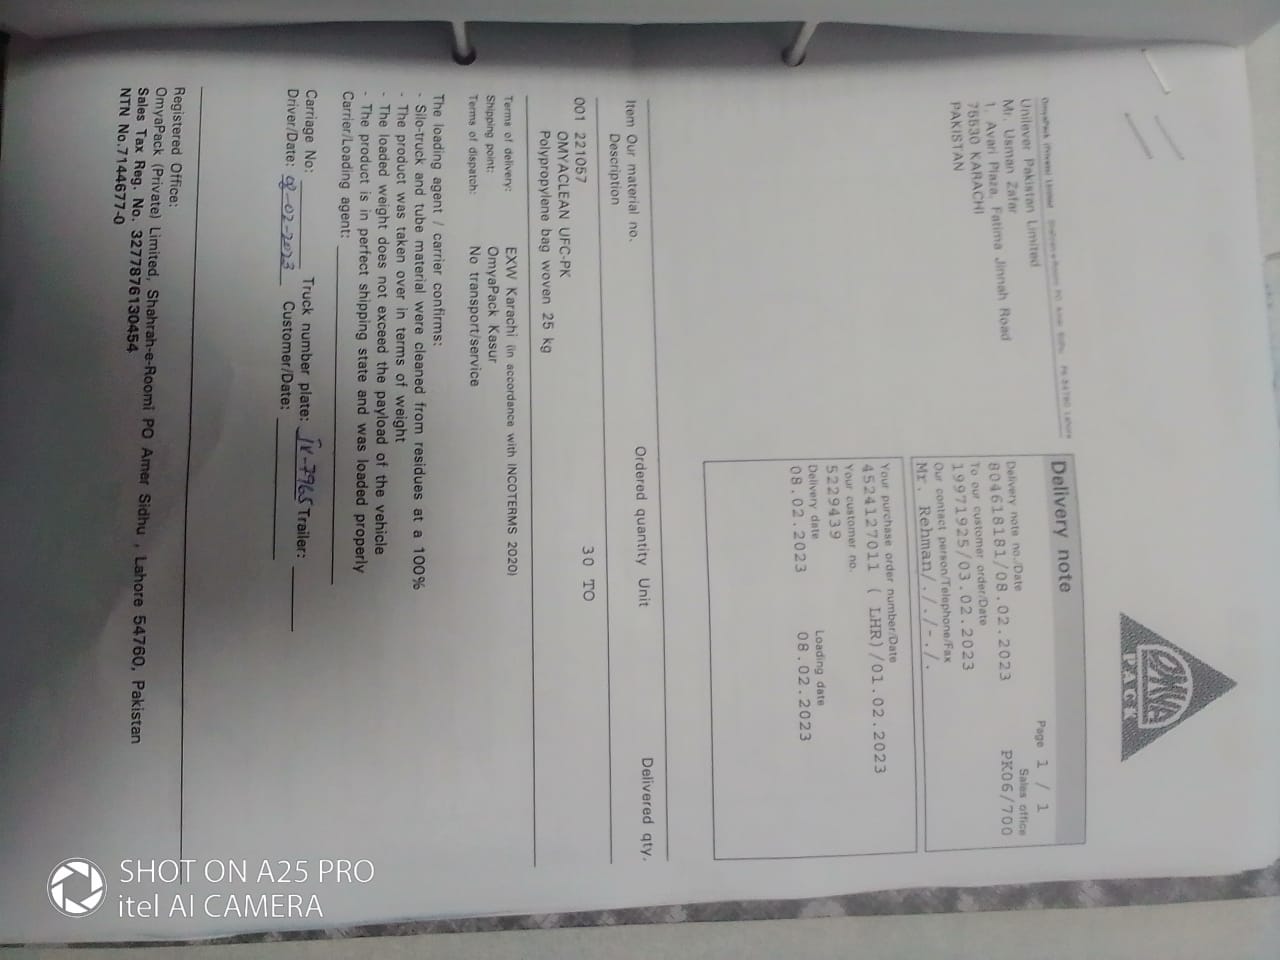 OMYA
PACK
OmyaPack (Private) Limited Shahrah-e-Roomi PO Amer Sidhu PK-54760 Lahore
Unilever Pakistan Limited
Mr. Usman Zafar
1, Avari Plaza, Fatima Jinnah Road
75530 KARACHI
PAKISTAN
Delivery note
Page 1 / 1
Delivery note no./Date Sales office
804618181/08.02.2023 PK06/700
To our customer order/Date
19971925/03.02.2023
Our contact person/Telephone/Fax
Mr. Rehman/././-./.
Your purchase order number/Date
4524127011 ( LHR)/01.02.2023
Your customer no.
5229439
Delivery date Loading date
08.02.2023 08.02.2023
Item Our material no. Ordered quantity Unit Delivered qty.
Description
001 221057 30 TO
OMYACLEAN UFC-PK
Polypropylene bag woven 25 kg
Terms of delivery: EXW Karachi (in accordance with INCOTERMS 2020)
Shipping point: OmyaPack Kasur
Terms of dispatch: No transport/service
The loading agent / carrier confirms:
- Silo-truck and tube material were cleaned from residues at a 100%
- The product was taken over in terms of weight
- The loaded weight does not exceed the payload of the vehicle
- The product is in perfect shipping state and was loaded properly
Carrier/Loading agent:
Carriage No: Truck number plate: -7965 Trailer:
Driver/Date: 08-02-2023 Customer/Date:
Registered Office:
OmyaPack (Private) Limited, Shahrah-e-Roomi PO Amer Sidhu , Lahore 54760, Pakistan
Sales Tax Reg. No. 3277876130454
NTN No.7144677-0
SHOT ON A25 PRO
itel AI CAMERA